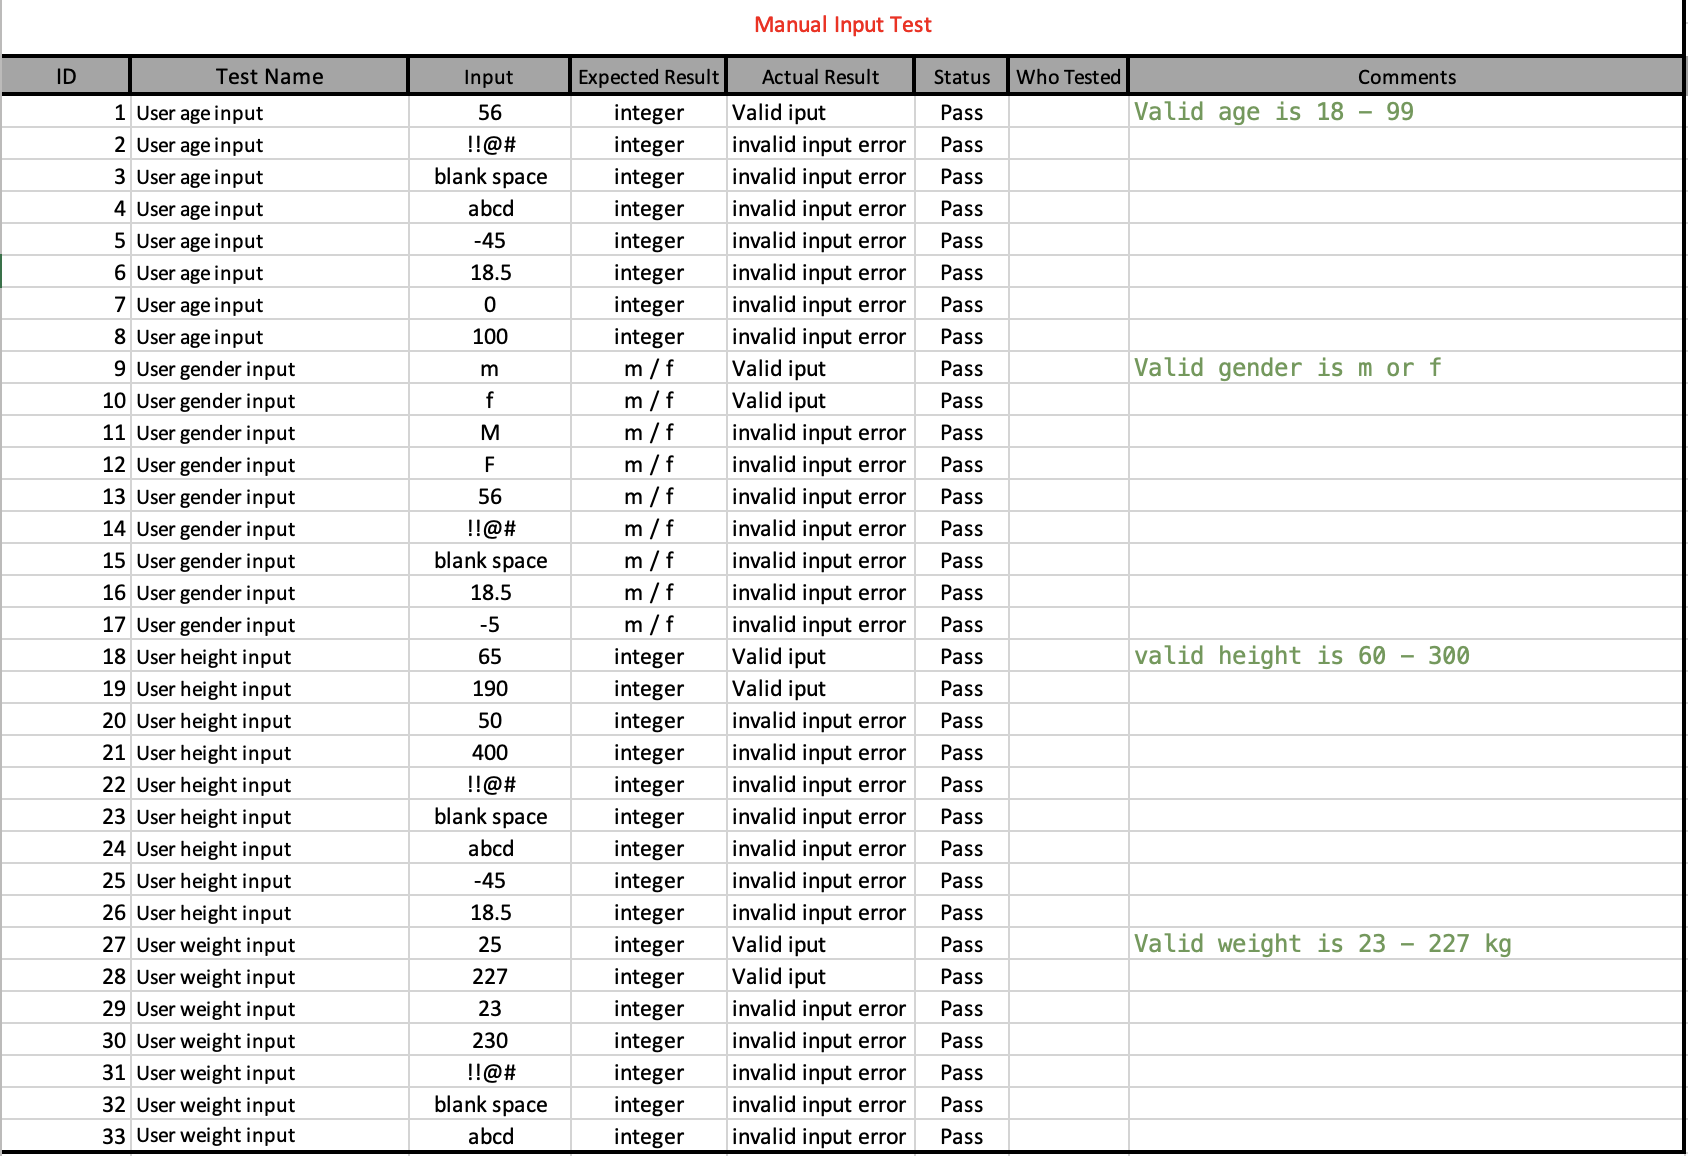 Manual Input Test
ID Test Name Input Expected Result Actual Result Status Who Tested Comments
1 User age input 56 integer Valid iput Pass Valid age is 18 – 99
2 User age input !!@# integer invalid input error Pass
3 User age input blank space integer invalid input error Pass
4 User age input abcd integer invalid input error Pass
5 User age input -45 integer invalid input error Pass
6 User age input 18.5 integer invalid input error Pass
7 User age input 0 integer invalid input error Pass
8 User age input 100 integer invalid input error Pass
9 User gender input m m / f Valid iput Pass Valid gender is m or f
10 User gender input f m / f Valid iput Pass
11 User gender input M m / f invalid input error Pass
12 User gender input F m / f invalid input error Pass
13 User gender input 56 m / f invalid input error Pass
14 User gender input !!@# m / f invalid input error Pass
15 User gender input blank space m / f invalid input error Pass
16 User gender input 18.5 m / f invalid input error Pass
17 User gender input -5 m / f invalid input error Pass
18 User height input 65 integer Valid iput Pass valid height is 60 – 300
19 User height input 190 integer Valid iput Pass
20 User height input 50 integer invalid input error Pass
21 User height input 400 integer invalid input error Pass
22 User height input !!@# integer invalid input error Pass
23 User height input blank space integer invalid input error Pass
24 User height input abcd integer invalid input error Pass
25 User height input -45 integer invalid input error Pass
26 User height input 18.5 integer invalid input error Pass
27 User weight input 25 integer Valid iput Pass Valid weight is 23 – 227 kg
28 User weight input 227 integer Valid iput Pass
29 User weight input 23 integer invalid input error Pass
30 User weight input 230 integer invalid input error Pass
31 User weight input !!@# integer invalid input error Pass
32 User weight input blank space integer invalid input error Pass
33 User weight input abcd integer invalid input error Pass